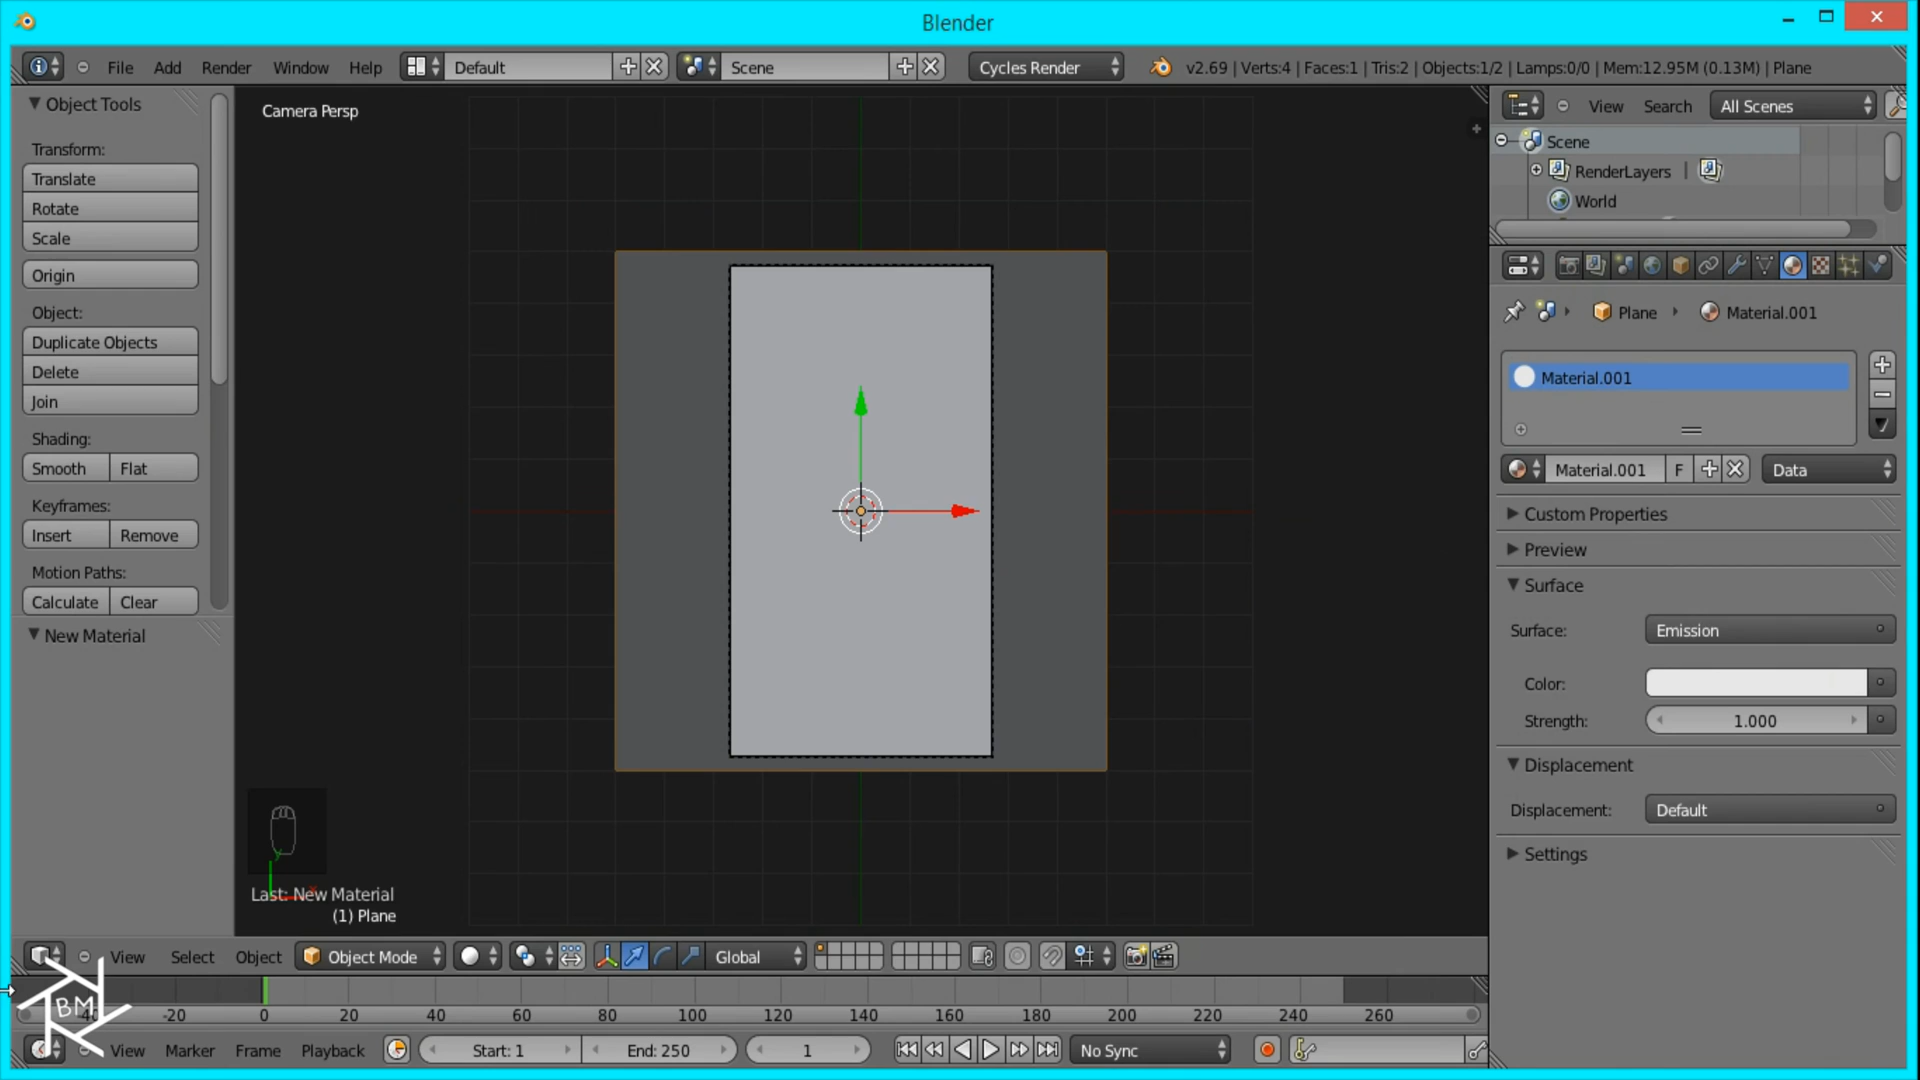 Blender
File Add Render Window Help Default Scene Cycles Render v2.69 | Verts:4 | Faces:1 | Tris:2 | Objects:1/2 | Lamps:0/0 | Mem:12.95M (0.13M) | Plane
Object Tools
Transform:
Translate
Rotate
Scale
Origin
Object:
Duplicate Objects
Delete
Join
Shading:
Smooth Flat
Keyframes:
Insert Remove
Motion Paths:
Calculate Clear
New Material
Camera Persp
Last: New Material
(1) Plane
View Search All Scenes
Scene
RenderLayers
World
Plane Material.001
Material.001
Material.001 F Data
Custom Properties
Preview
Surface
Surface: Emission
Color:
Strength: 1.000
Displacement
Displacement: Default
Settings
View Select Object Object Mode Global
-40 -20 0 20 40 60 80 100 120 140 160 180 200 220 240 260
BM
View Marker Frame Playback Start: 1 End: 250 1 No Sync